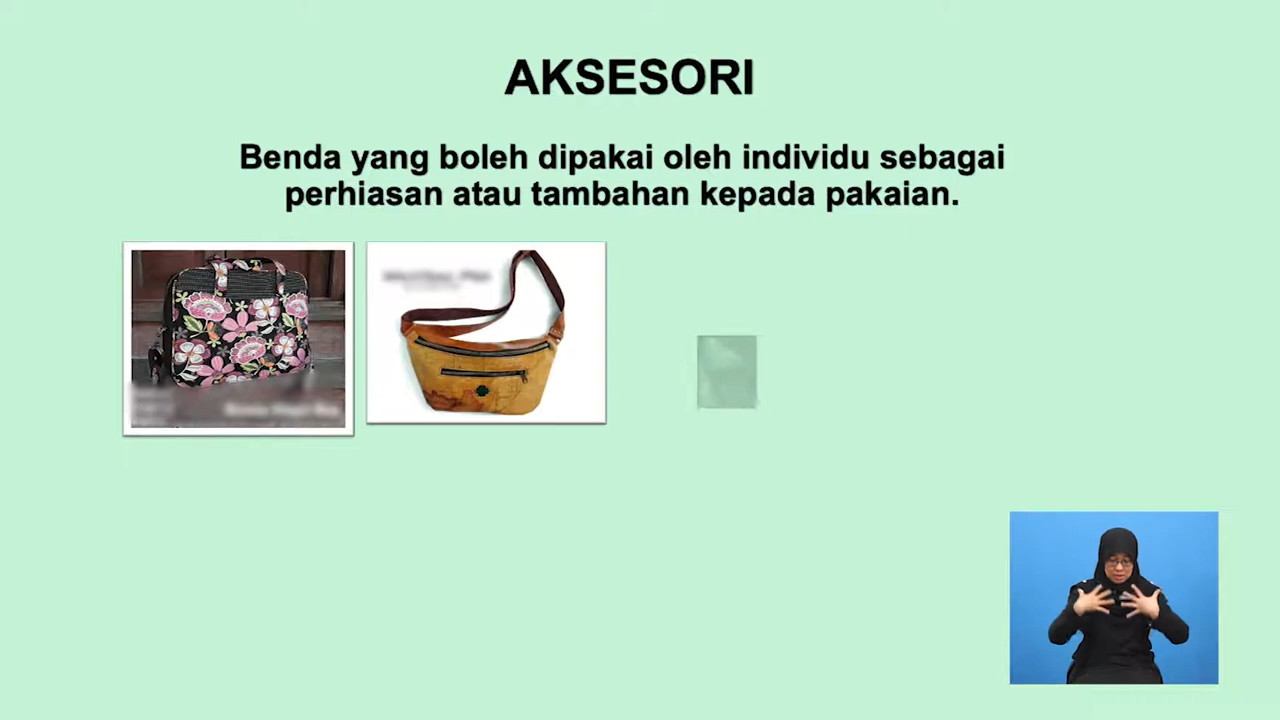 AKSESORI
Benda yang boleh dipakai oleh individu sebagai
perhiasan atau tambahan kepada pakaian.